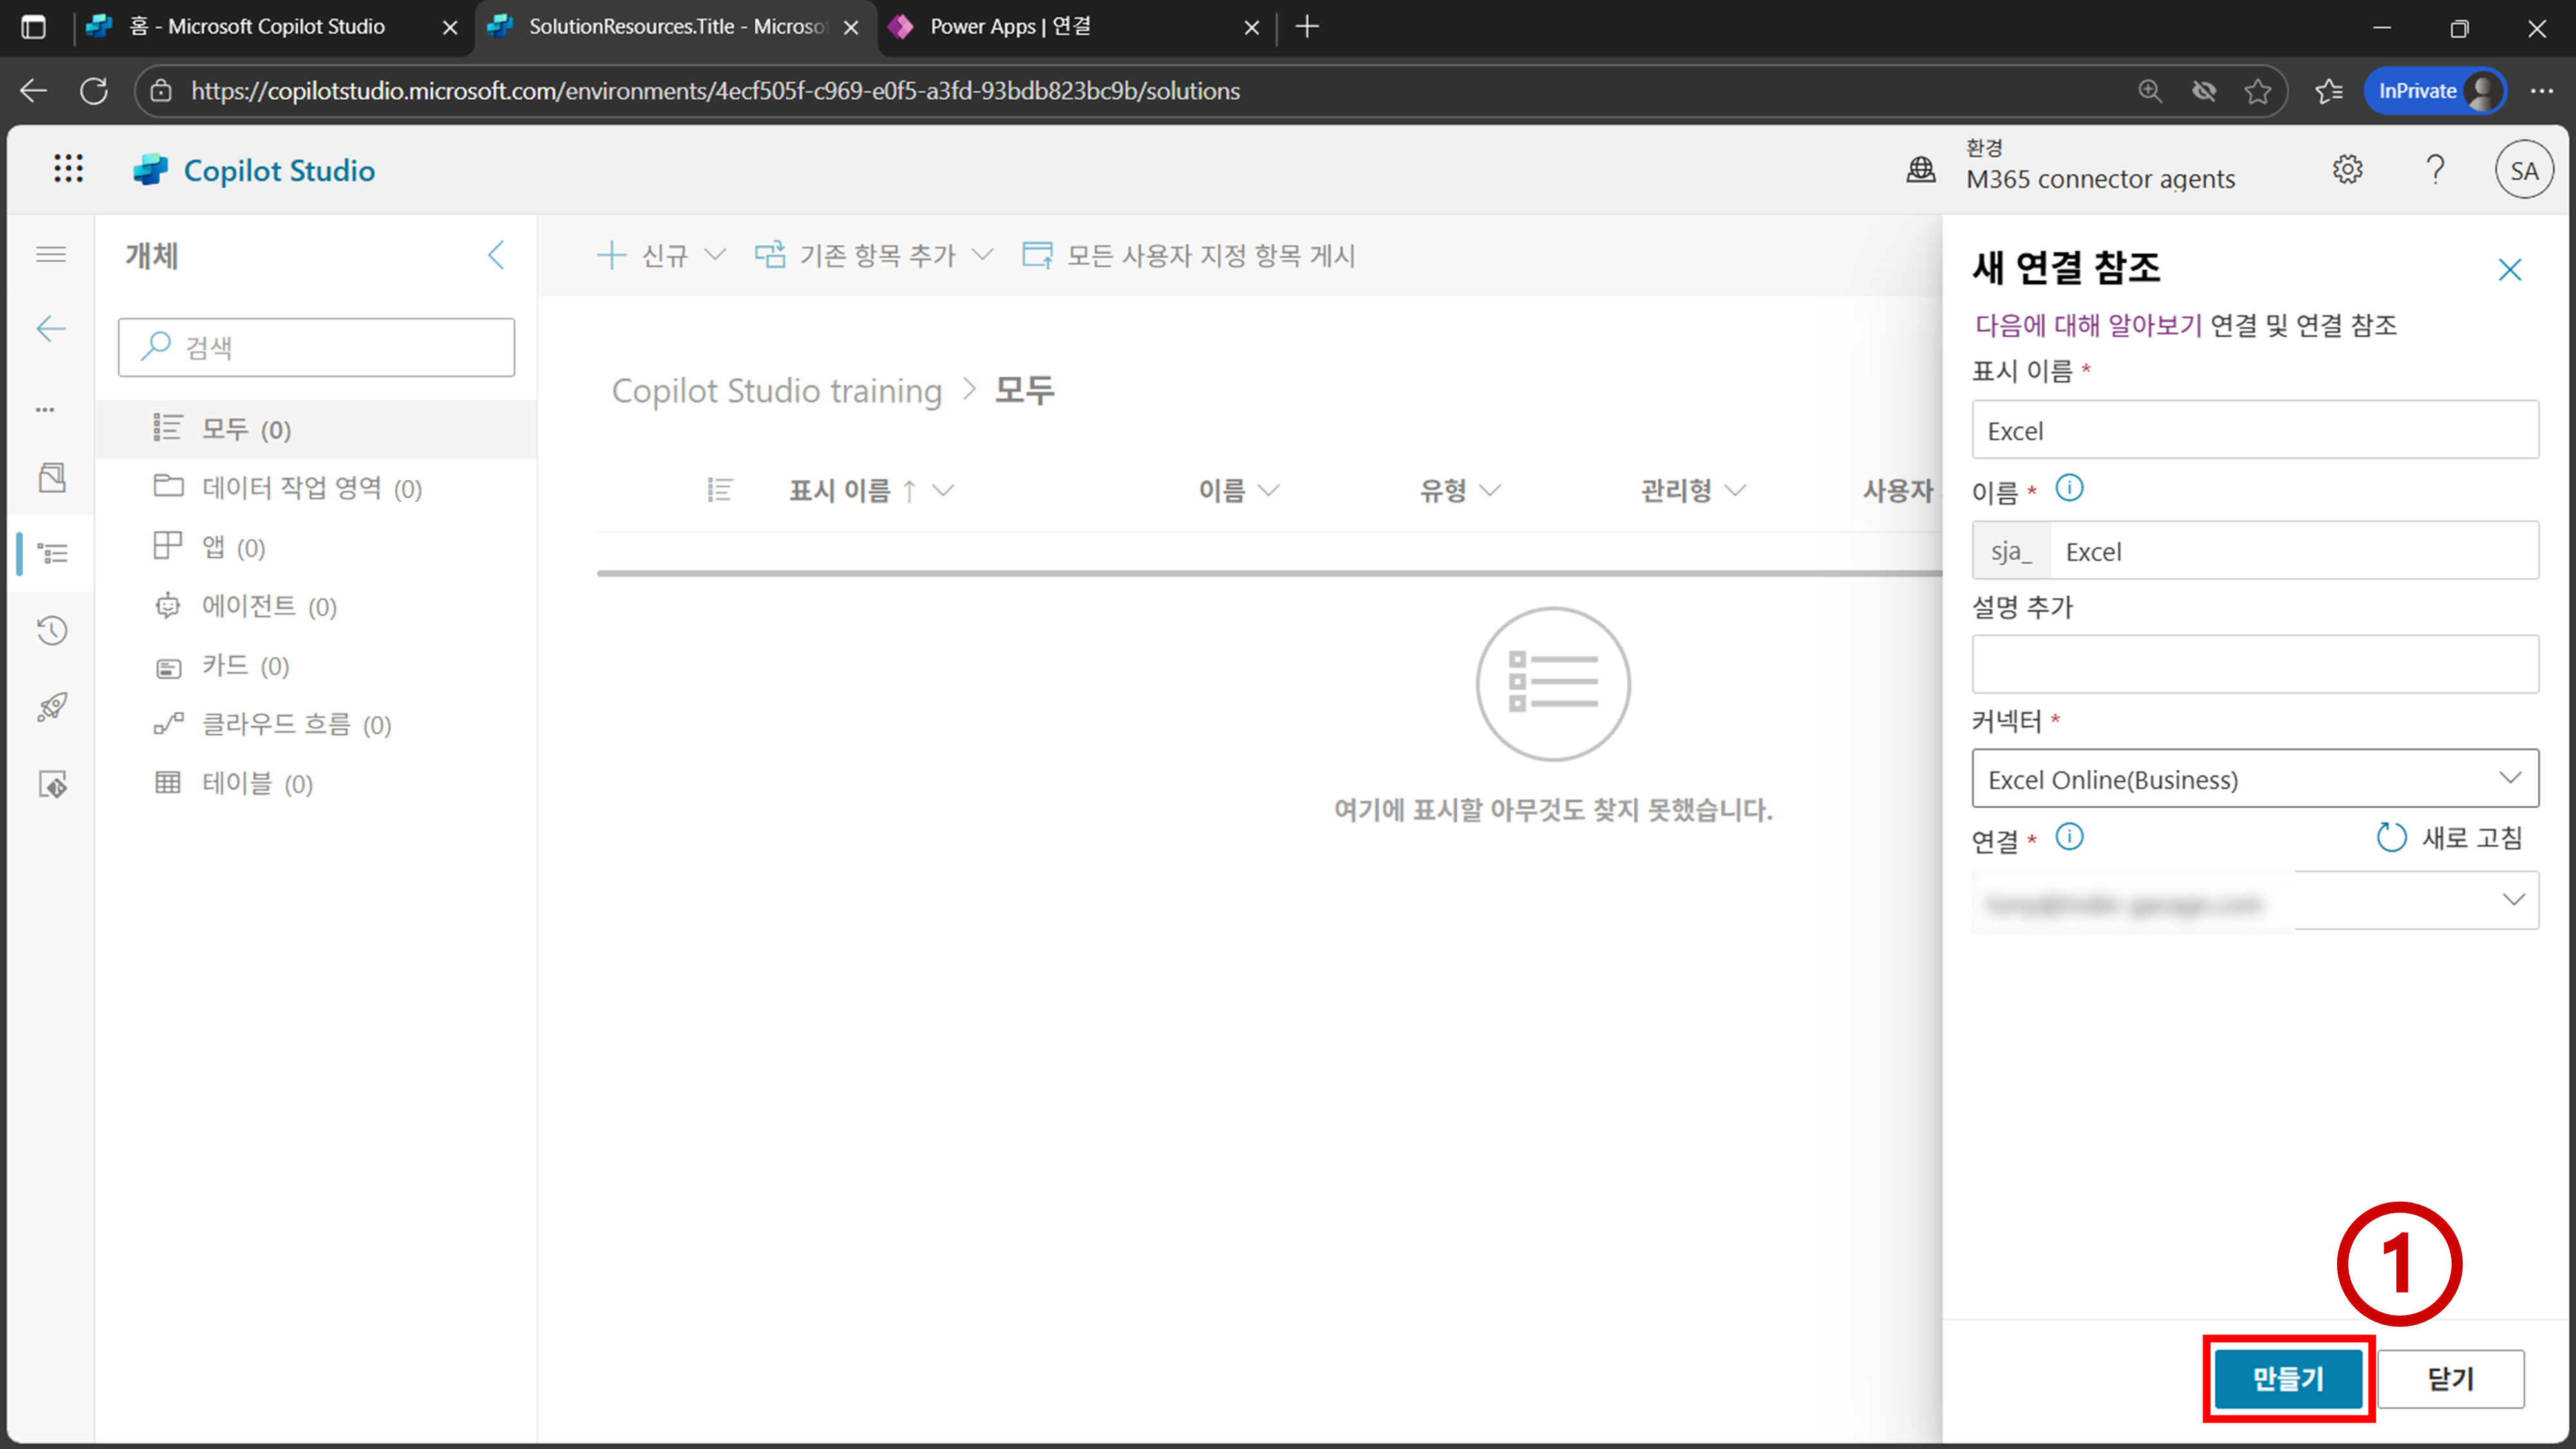 홈 - Microsoft Copilot Studio
SolutionResources.Title - Microso
Power Apps | 연결
https://copilotstudio.microsoft.com/environments/4ecf505f-c969-e0f5-a3fd-93bdb823bc9b/solutions
InPrivate
Copilot Studio
환경
M365 connector agents
SA
개체
검색
모두 (0)
데이터 작업 영역 (0)
앱 (0)
에이전트 (0)
카드 (0)
클라우드 흐름 (0)
테이블 (0)
신규
기존 항목 추가
모든 사용자 지정 항목 게시
Copilot Studio training > 모두
표시 이름 ↑
이름
유형
관리형
사용자
여기에 표시할 아무것도 찾지 못했습니다.
새 연결 참조
다음에 대해 알아보기 연결 및 연결 참조
표시 이름 *
Excel
이름 *
sja_ Excel
설명 추가
커넥터 *
Excel Online(Business)
연결 *
새로 고침
1
만들기
닫기